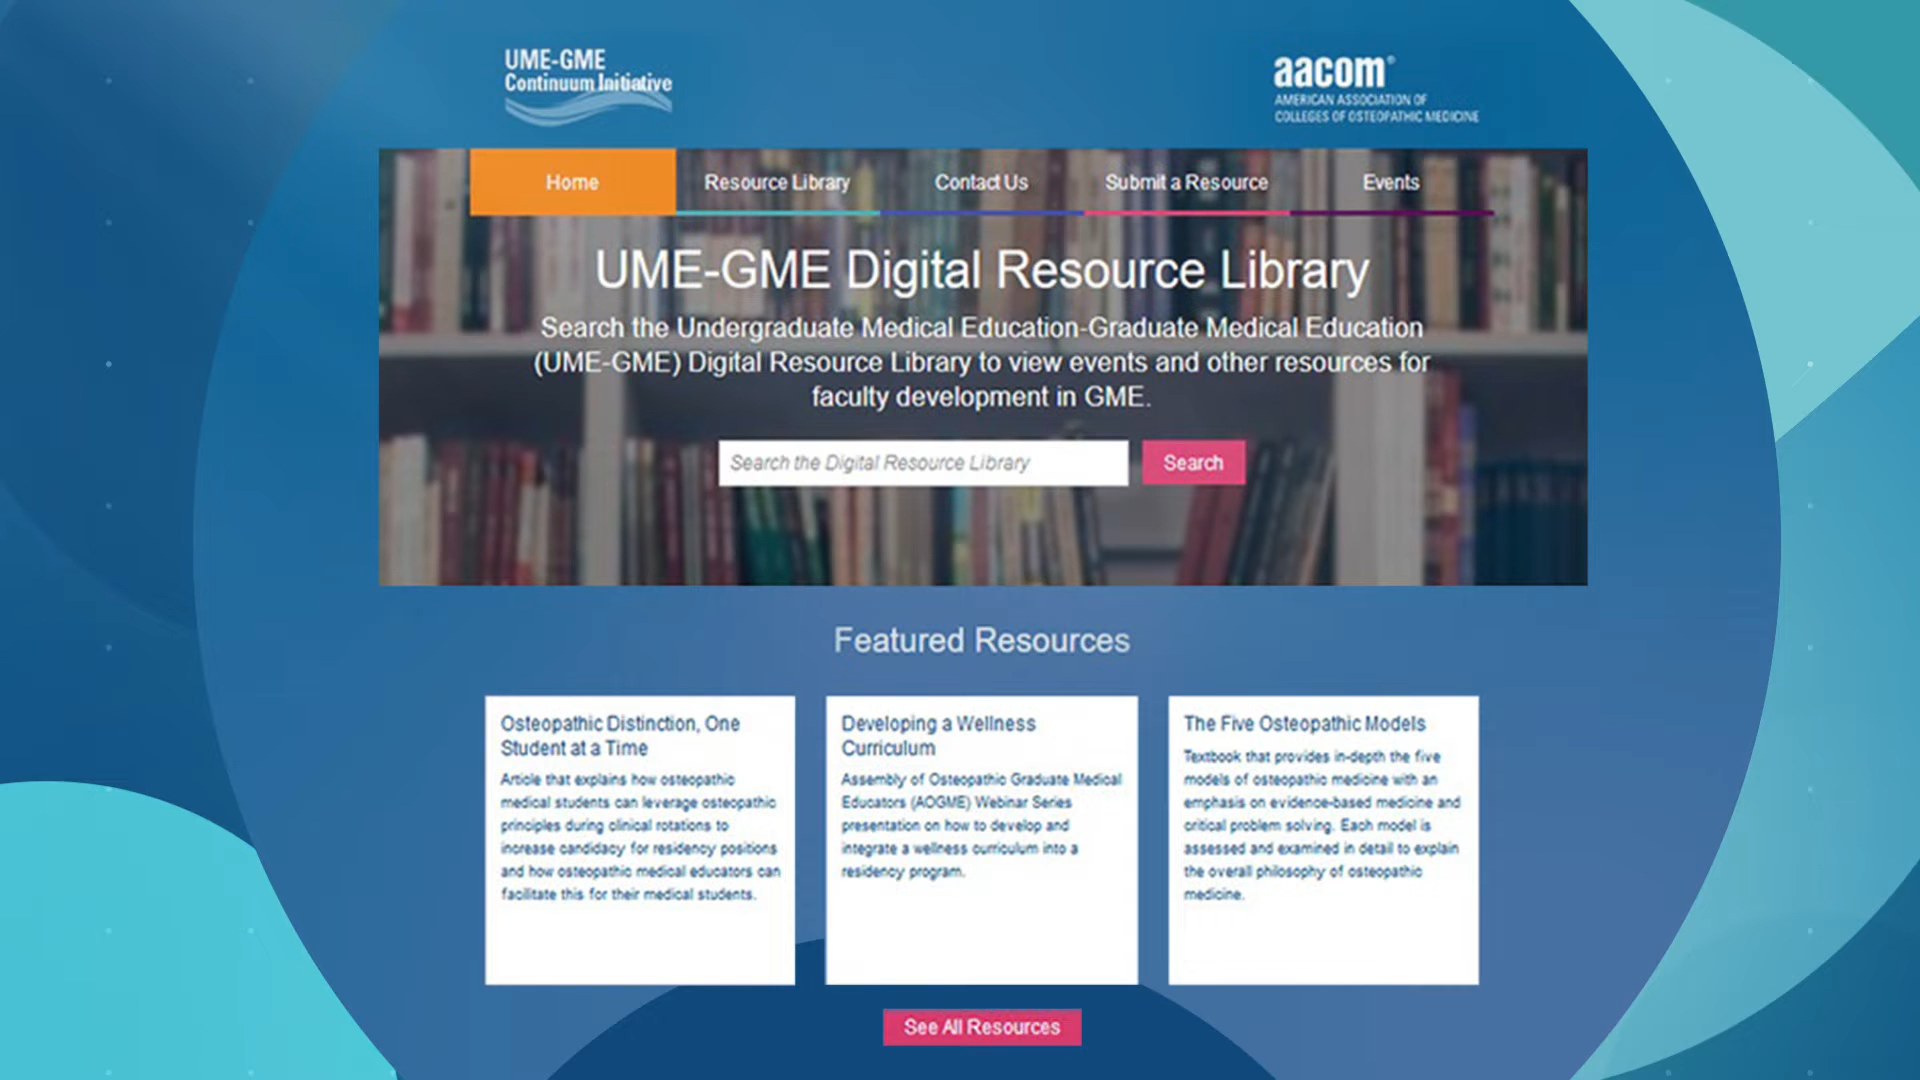 UME-GME
Continuum Initiative
aacom®
AMERICAN ASSOCIATION OF
COLLEGES OF OSTEOPATHIC MEDICINE
Home
Resource Library
Contact Us
Submit a Resource
Events
UME-GME Digital Resource Library
Search the Undergraduate Medical Education-Graduate Medical Education
(UME-GME) Digital Resource Library to view events and other resources for
faculty development in GME.
Search the Digital Resource Library
Search
Featured Resources
Osteopathic Distinction, One
Student at a Time
Article that explains how osteopathic
medical students can leverage osteopathic
principles during clinical rotations to
increase candidacy for residency positions
and how osteopathic medical educators can
facilitate this for their medical students.
Developing a Wellness
Curriculum
Assembly of Osteopathic Graduate Medical
Educators (AOGME) Webinar Series
presentation on how to develop and
integrate a wellness curriculum into a
residency program.
The Five Osteopathic Models
Textbook that provides in-depth the five
models of osteopathic medicine with an
emphasis on evidence-based medicine and
critical problem solving. Each model is
assessed and examined in detail to explain
the overall philosophy of osteopathic
medicine.
See All Resources